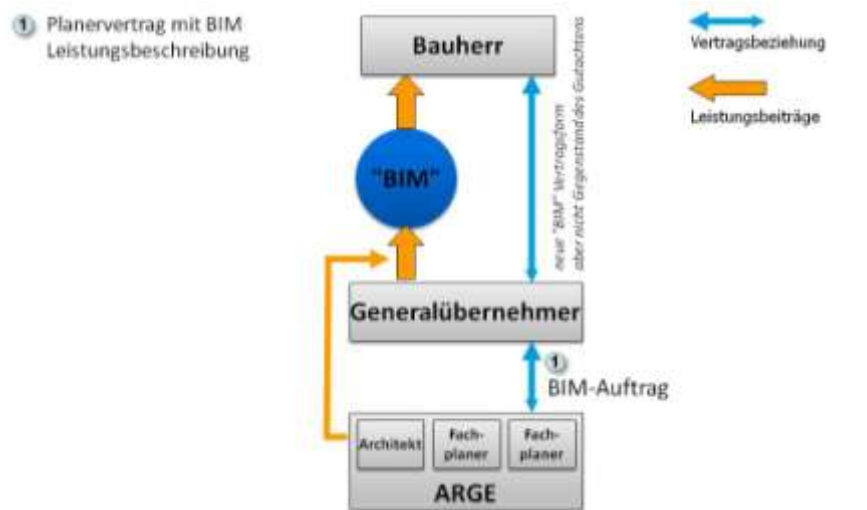 1 Planervertrag mit BIM
Leistungsbeschreibung
Bauherr
Vertragsbeziehung
Leistungsbeiträge
"BIM"
neue "BIM" Vertragsform
aber nicht Gegenstand des Gutachtens
Generalübernehmer
1
BIM-Auftrag
Architekt
Fach-
planer
Fach-
planer
ARGE